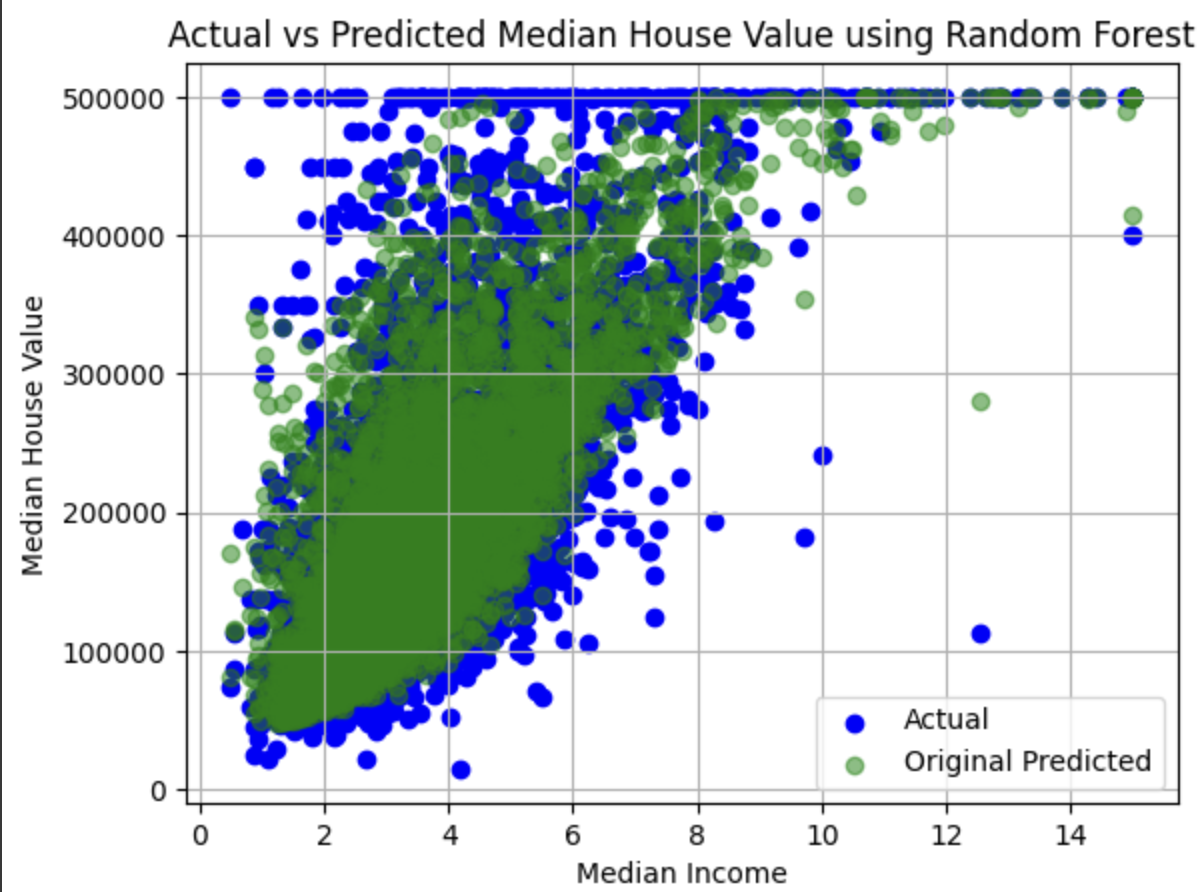 Actual vs Predicted Median House Value using Random Forest
500000
400000
300000
200000
100000
0
Median House Value
0 2 4 6 8 10 12 14
Median Income
Actual
Original Predicted